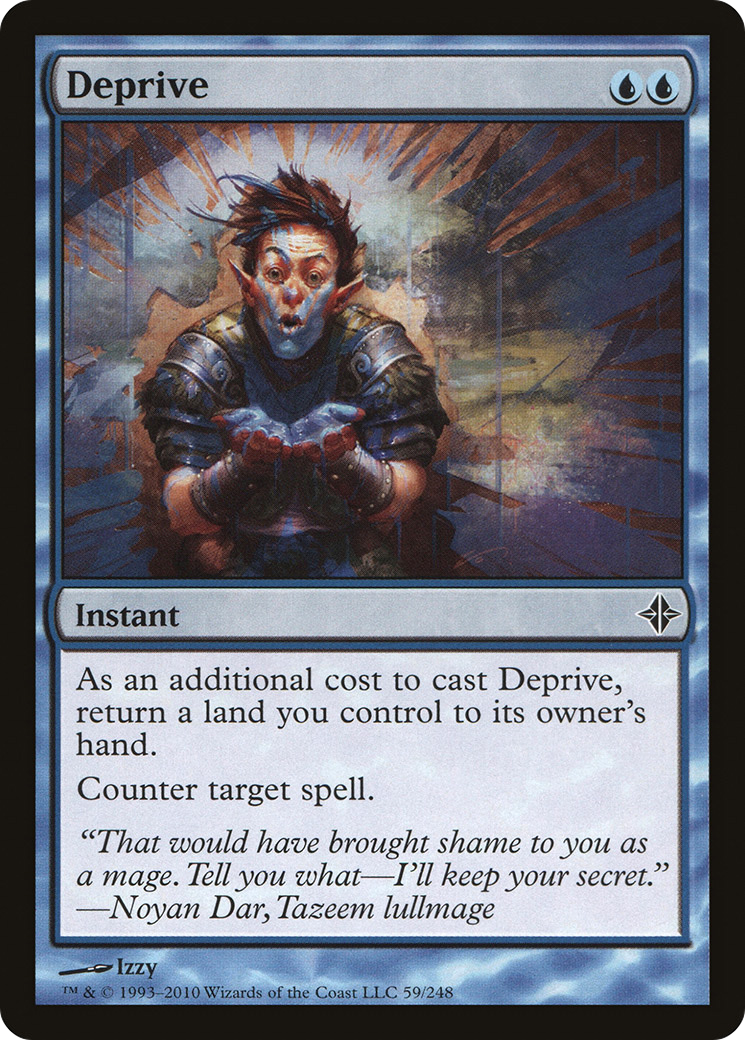 Deprive
Instant
As an additional cost to cast Deprive,
return a land you control to its owner's
hand.
Counter target spell.
“That would have brought shame to you as
a mage. Tell you what—I'll keep your secret.”
—Noyan Dar, Tazeem lullmage
Izzy
™ & © 1993–2010 Wizards of the Coast LLC 59/248